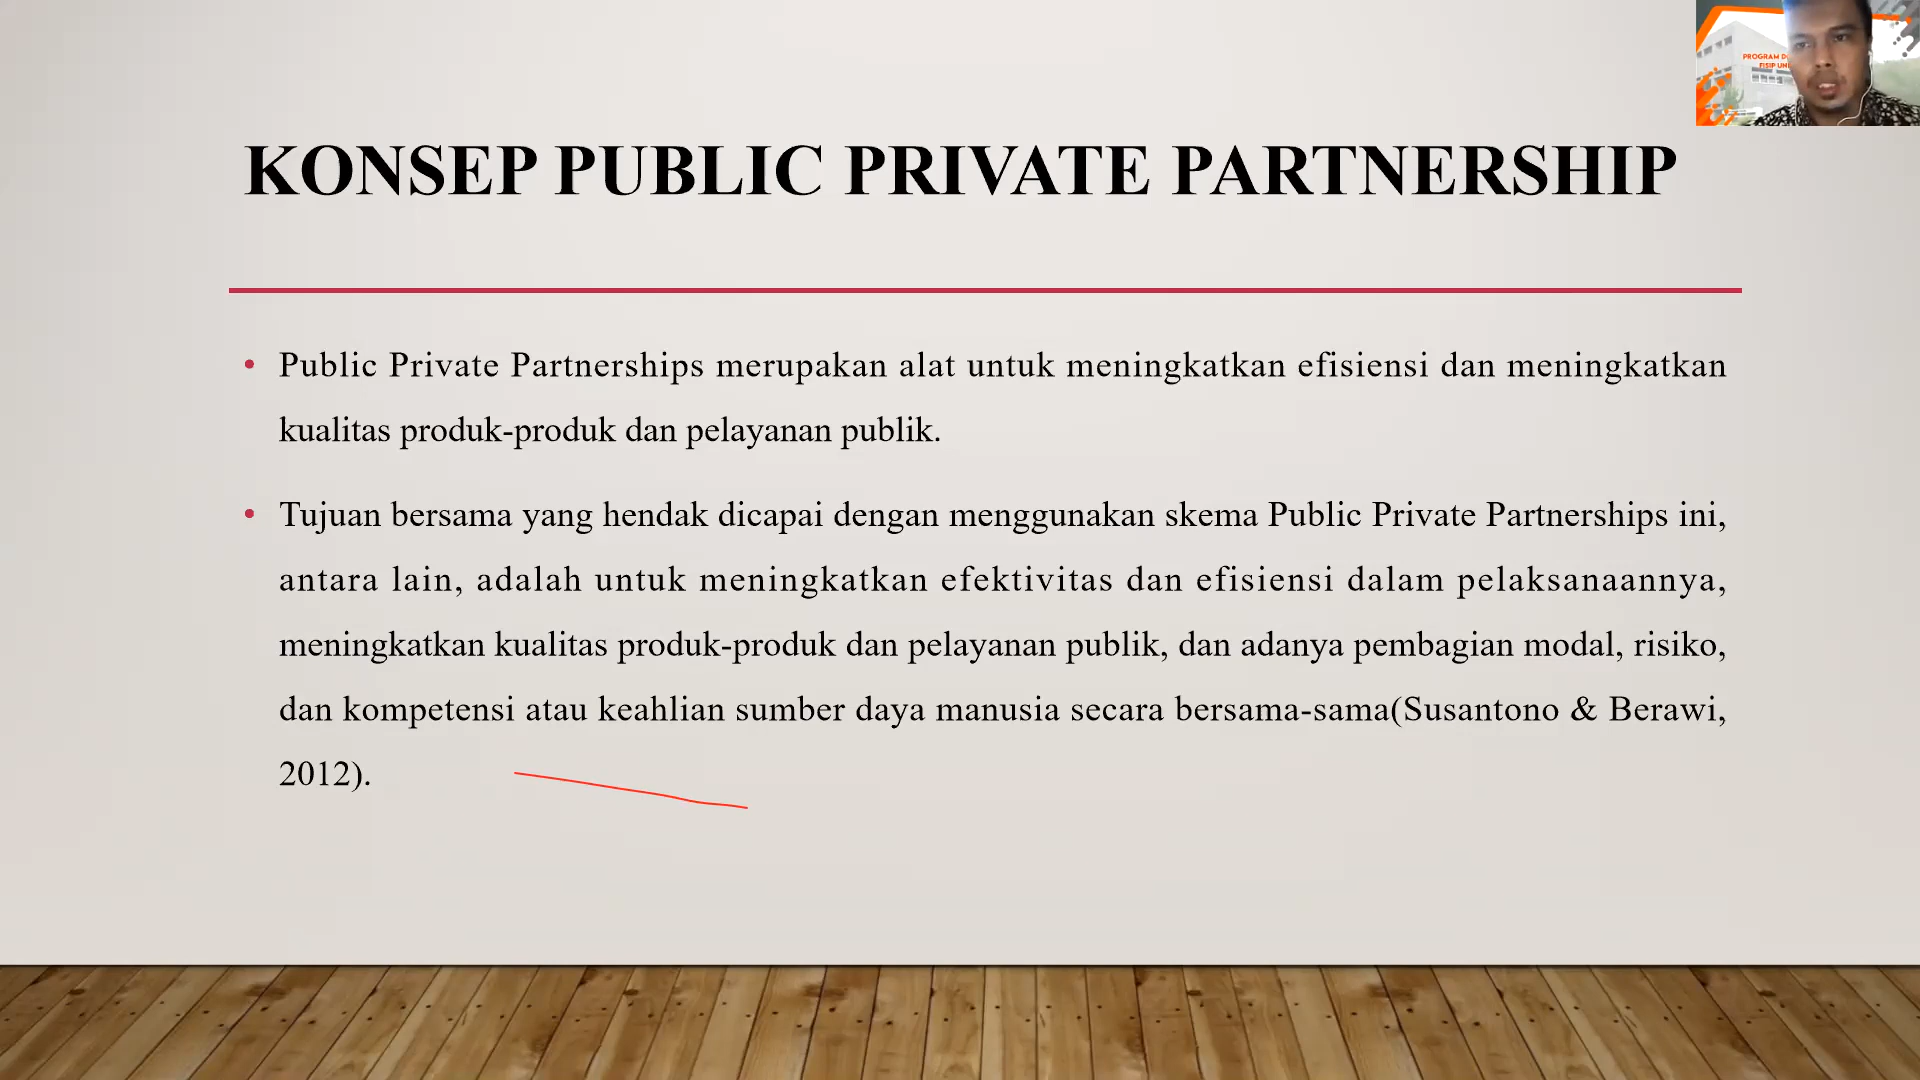 PROGRAM
FISIP
KONSEP PUBLIC PRIVATE PARTNERSHIP
• Public Private Partnerships merupakan alat untuk meningkatkan efisiensi dan meningkatkan
kualitas produk-produk dan pelayanan publik.
• Tujuan bersama yang hendak dicapai dengan menggunakan skema Public Private Partnerships ini,
antara lain, adalah untuk meningkatkan efektivitas dan efisiensi dalam pelaksanaannya,
meningkatkan kualitas produk-produk dan pelayanan publik, dan adanya pembagian modal, risiko,
dan kompetensi atau keahlian sumber daya manusia secara bersama-sama(Susantono & Berawi,
2012).